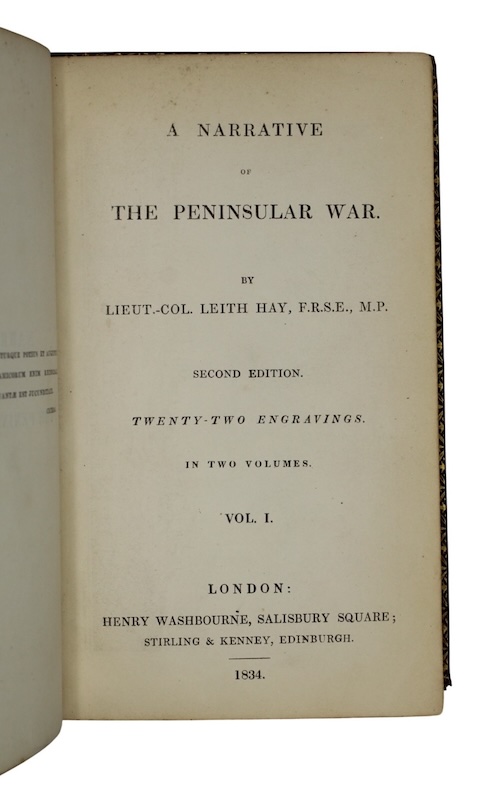 A NARRATIVE
OF
THE PENINSULAR WAR.
BY
LIEUT.-COL. LEITH HAY, F.R.S.E., M.P.
SECOND EDITION.
TWENTY-TWO ENGRAVINGS.
IN TWO VOLUMES.
VOL. I.
LONDON:
HENRY WASHBOURNE, SALISBURY SQUARE;
STIRLING & KENNEY, EDINBURGH.
1834.